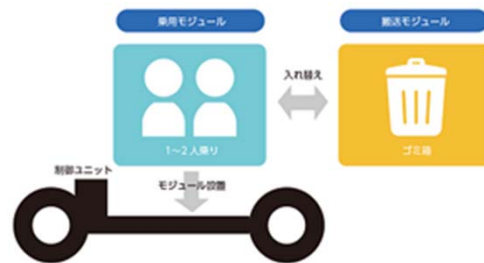 乗用モジュール
搬送モジュール
入れ替え
1〜2人乗り
ゴミ箱
制御ユニット
モジュール設置